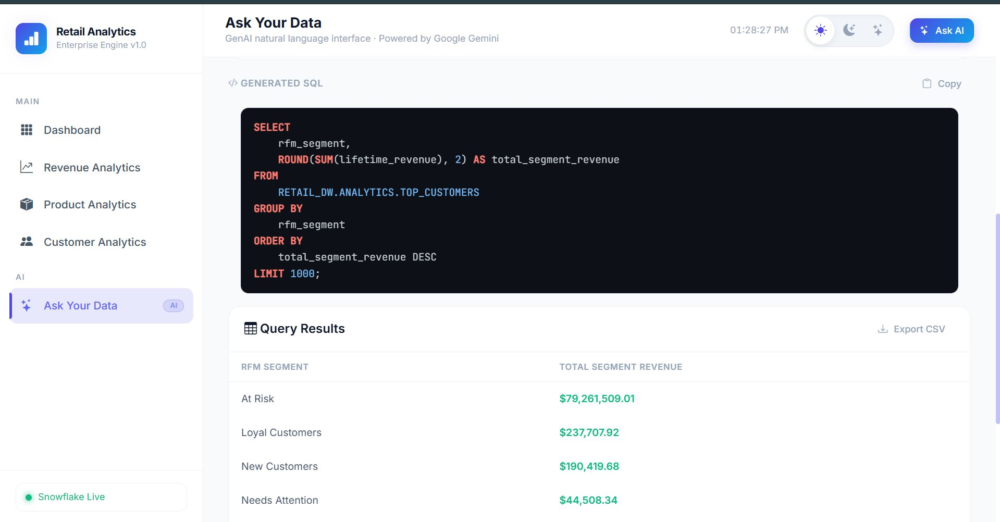 Retail Analytics
Enterprise Engine v1.0
MAIN
Dashboard
Revenue Analytics
Product Analytics
Customer Analytics
AI
Ask Your Data AI
Snowflake Live
Ask Your Data
GenAI natural language interface · Powered by Google Gemini
01:28:27 PM
Ask AI
</> GENERATED SQL
Copy
SELECT
    rfm_segment,
    ROUND(SUM(lifetime_revenue), 2) AS total_segment_revenue
FROM
    RETAIL_DW.ANALYTICS.TOP_CUSTOMERS
GROUP BY
    rfm_segment
ORDER BY
    total_segment_revenue DESC
LIMIT 1000;
Query Results
Export CSV
RFM SEGMENT TOTAL SEGMENT REVENUE
At Risk $79,261,509.01
Loyal Customers $237,707.92
New Customers $190,419.68
Needs Attention $44,508.34